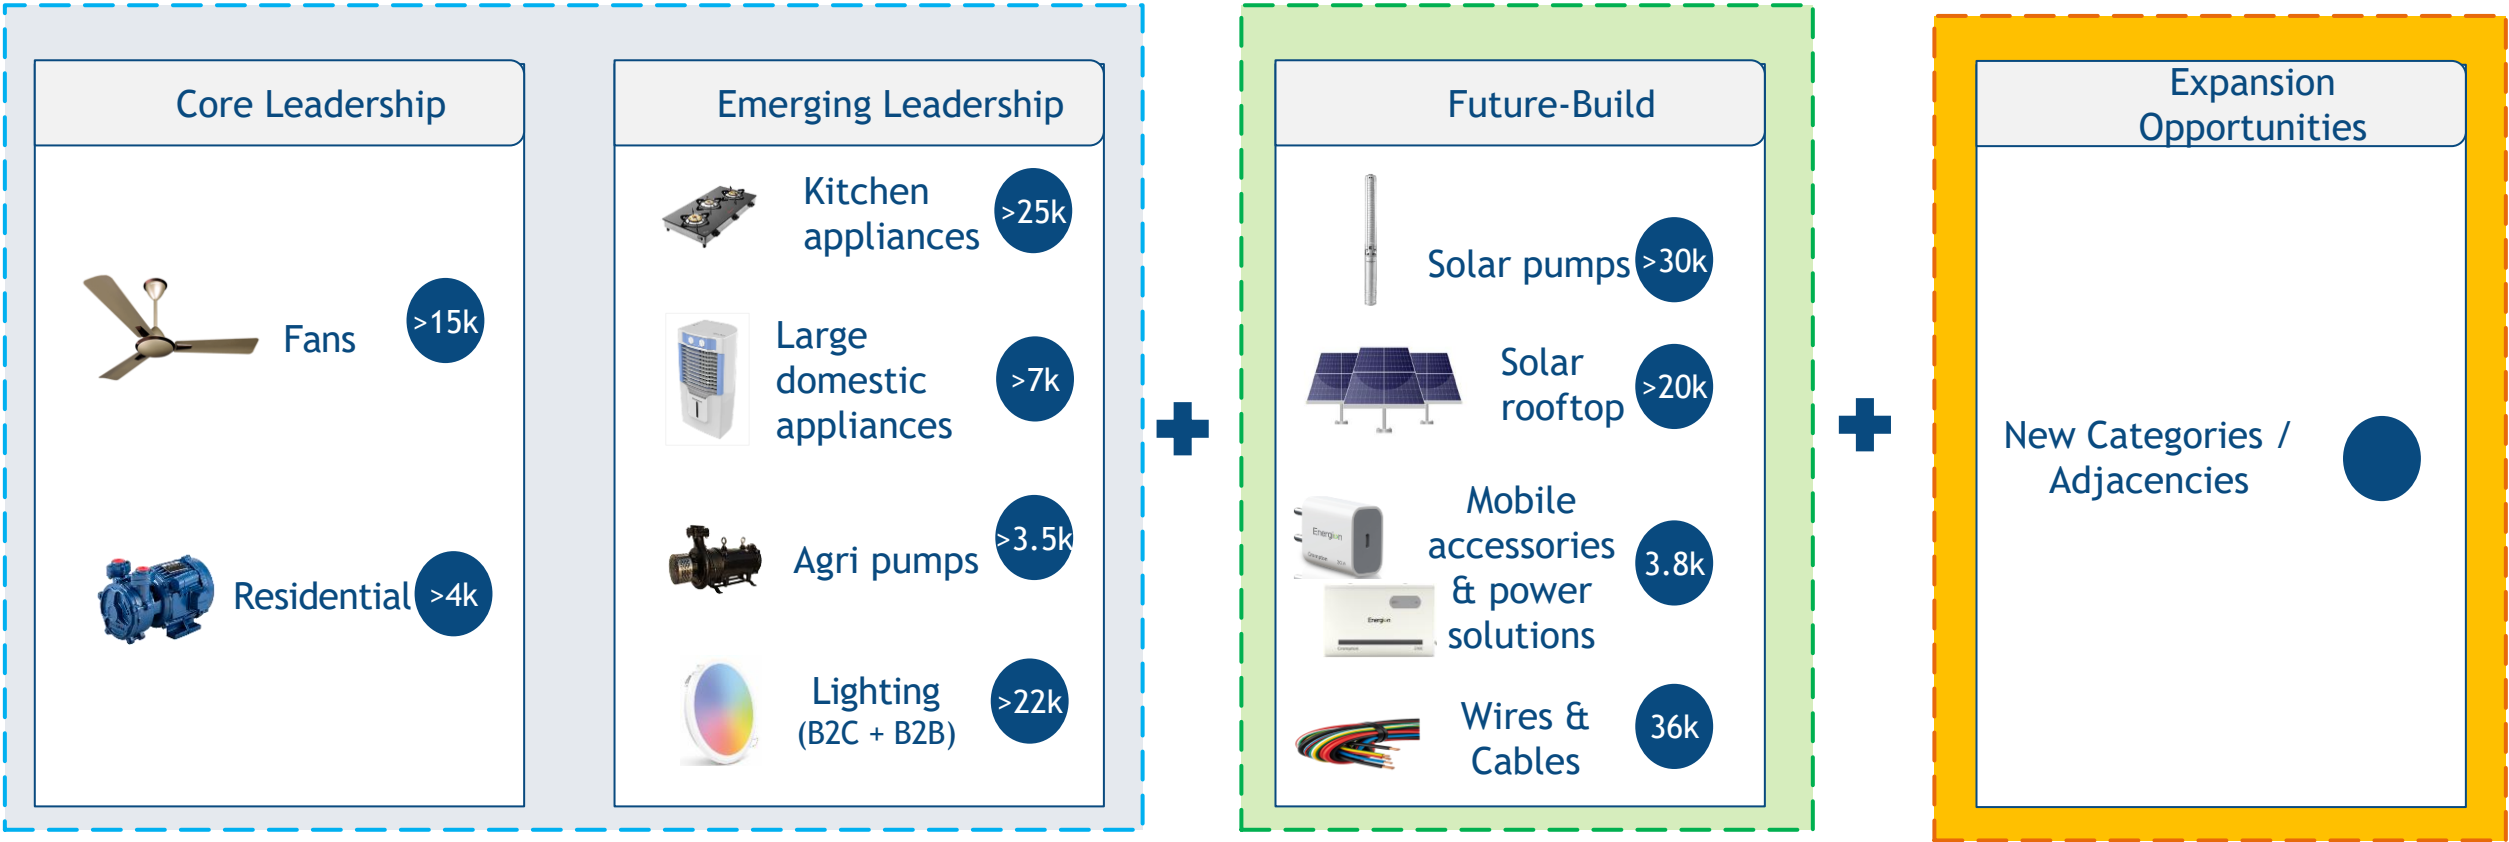 Core Leadership
Fans
>15k
Residential
>4k
Emerging Leadership
Kitchen
appliances
>25k
Large
domestic
appliances
>7k
Agri pumps
>3.5k
Lighting
(B2C + B2B)
>22k
Future-Build
Solar pumps
>30k
Solar
rooftop
>20k
Energion
Energion
Mobile
accessories
& power
solutions
3.8k
Wires &
Cables
36k
Expansion
Opportunities
New Categories /
Adjacencies